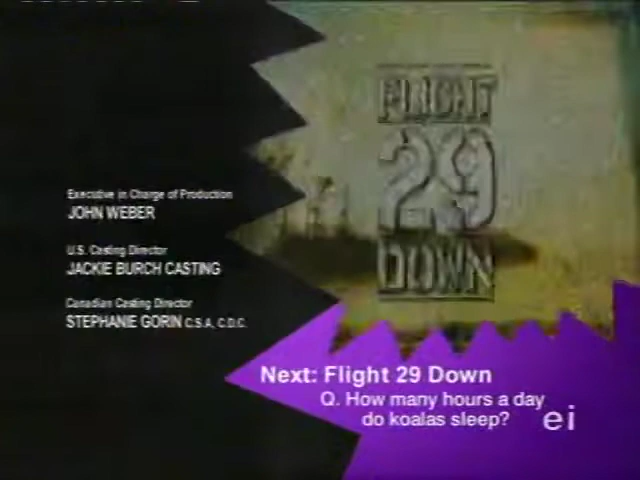 FLIGHT
29
DOWN
Executive in Charge of Production
JOHN WEBER
U.S. Casting Director
JACKIE BURCH CASTING
Canadian Casting Director
STEPHANIE GORIN C.S.A., C.D.C.
Next: Flight 29 Down
Q. How many hours a day
do koalas sleep?
ei